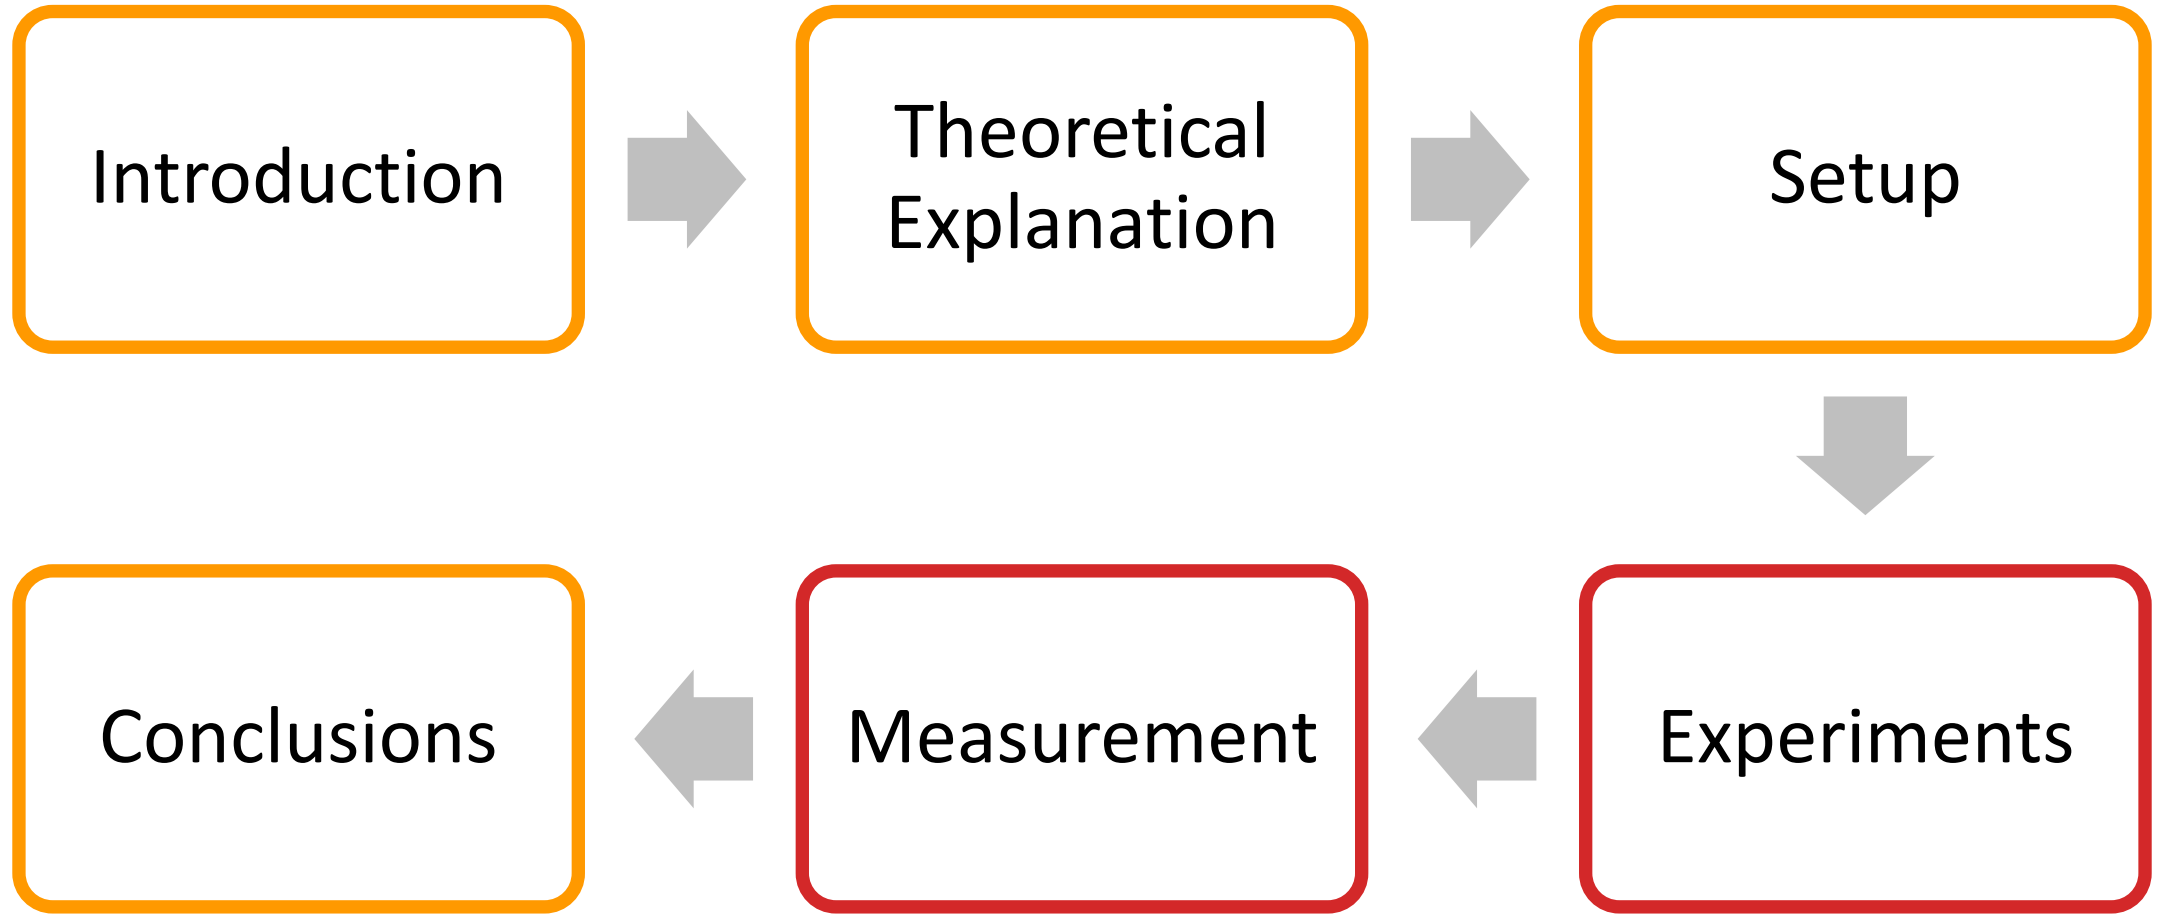 Introduction
Theoretical
Explanation
Setup
Experiments
Measurement
Conclusions